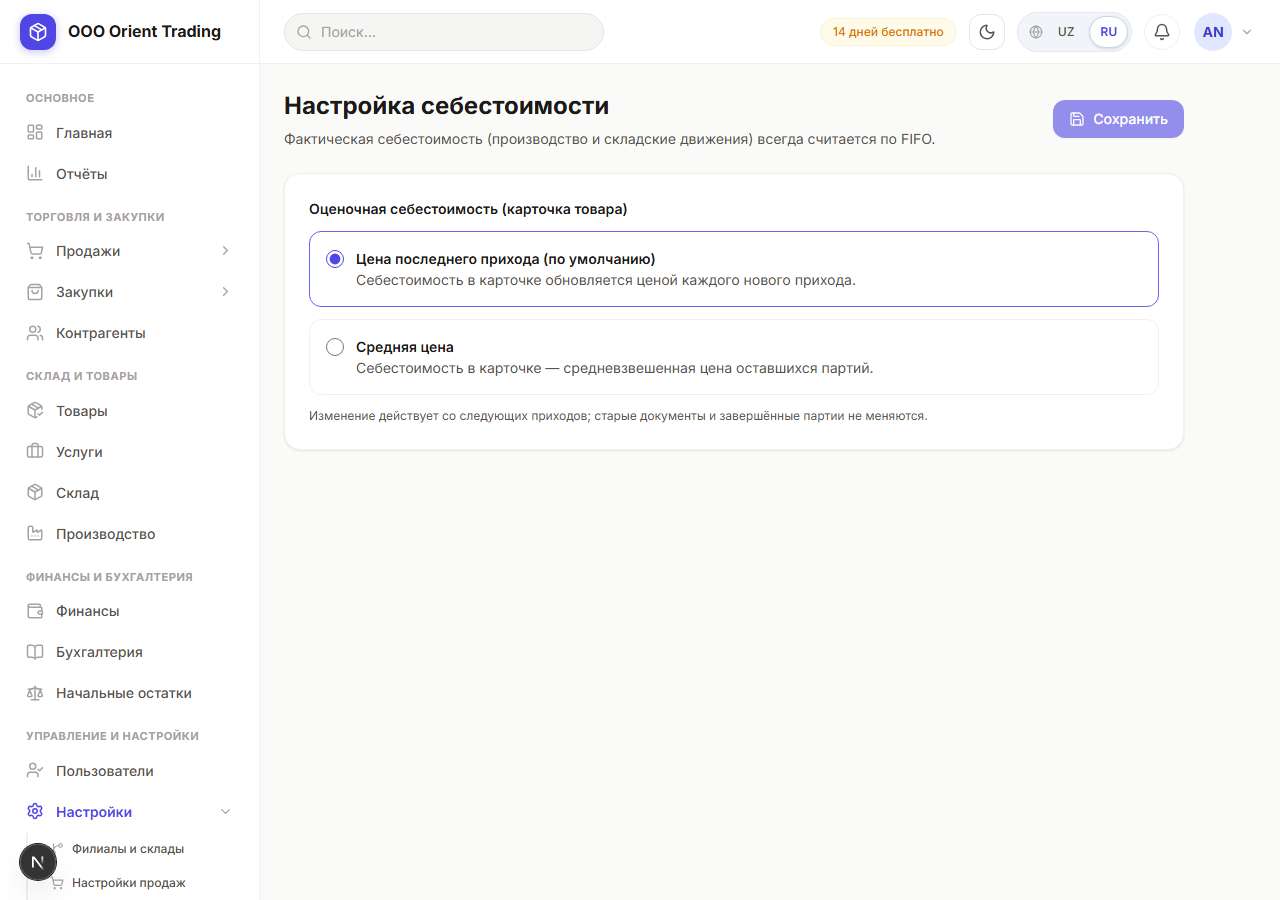 OOO Orient Trading
Поиск...
14 дней бесплатно
UZ
RU
AN
ОСНОВНОЕ
Главная
Отчёты
ТОРГОВЛЯ И ЗАКУПКИ
Продажи
Закупки
Контрагенты
СКЛАД И ТОВАРЫ
Товары
Услуги
Склад
Производство
ФИНАНСЫ И БУХГАЛТЕРИЯ
Финансы
Бухгалтерия
Начальные остатки
УПРАВЛЕНИЕ И НАСТРОЙКИ
Пользователи
Настройки
Филиалы и склады
Настройки продаж
N
Настройка себестоимости
Фактическая себестоимость (производство и складские движения) всегда считается по FIFO.
Сохранить
Оценочная себестоимость (карточка товара)
Цена последнего прихода (по умолчанию)
Себестоимость в карточке обновляется ценой каждого нового прихода.
Средняя цена
Себестоимость в карточке — средневзвешенная цена оставшихся партий.
Изменение действует со следующих приходов; старые документы и завершённые партии не меняются.